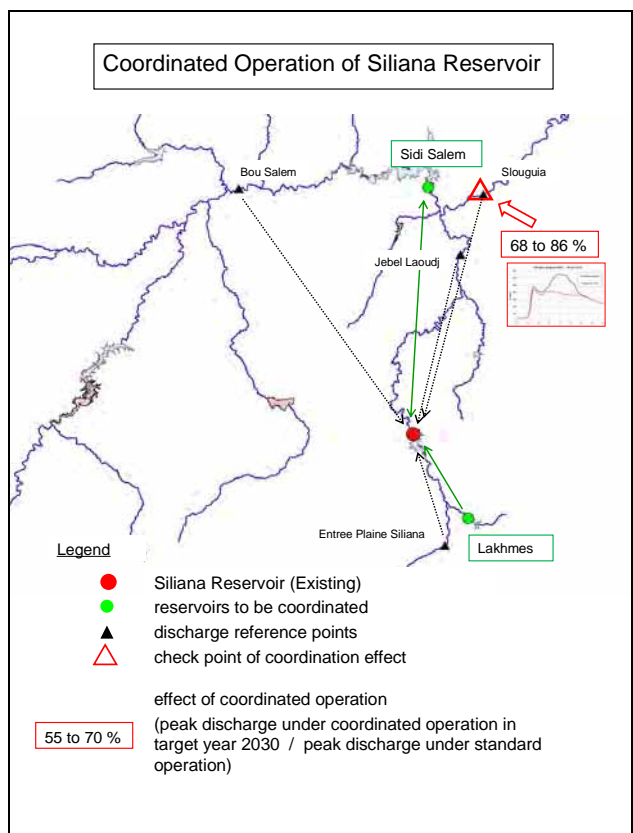 Coordinated Operation of Siliana Reservoir
Sidi Salem
Slouguia
Bou Salem
68 to 86 %
Jebel Laoudj
Entree Plaine Siliana
Lakhmes
Legend
Siliana Reservoir (Existing)
reservoirs to be coordinated
discharge reference points
check point of coordination effect
effect of coordinated operation
55 to 70 %
(peak discharge under coordinated operation in
target year 2030 / peak discharge under standard
operation)